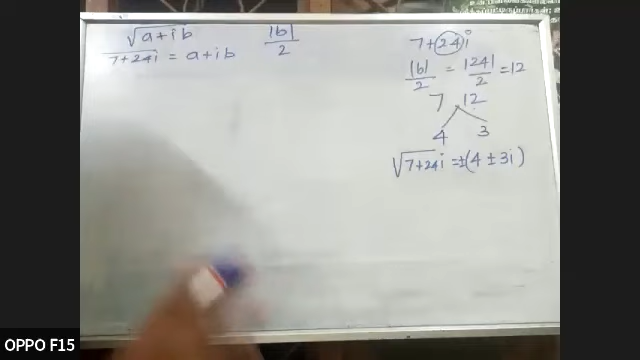 √a+ib
7+24i = a+ib
|b|/2
7+24i
|b|/2 = |24|/2 = 12
7 12
4 3
√7+24i = ±(4 ± 3i)
OPPO F15